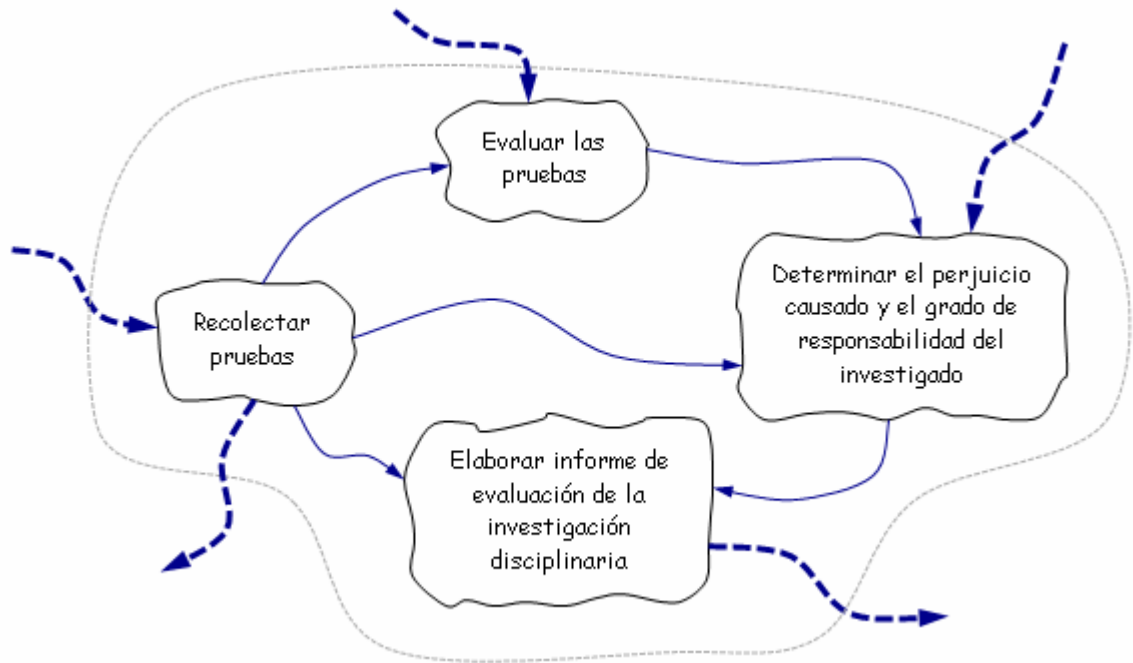 Evaluar las
pruebas
Determinar el perjuicio
causado y el grado de
responsabilidad del
investigado
Recolectar
pruebas
Elaborar informe de
evaluación de la
investigación
disciplinaria